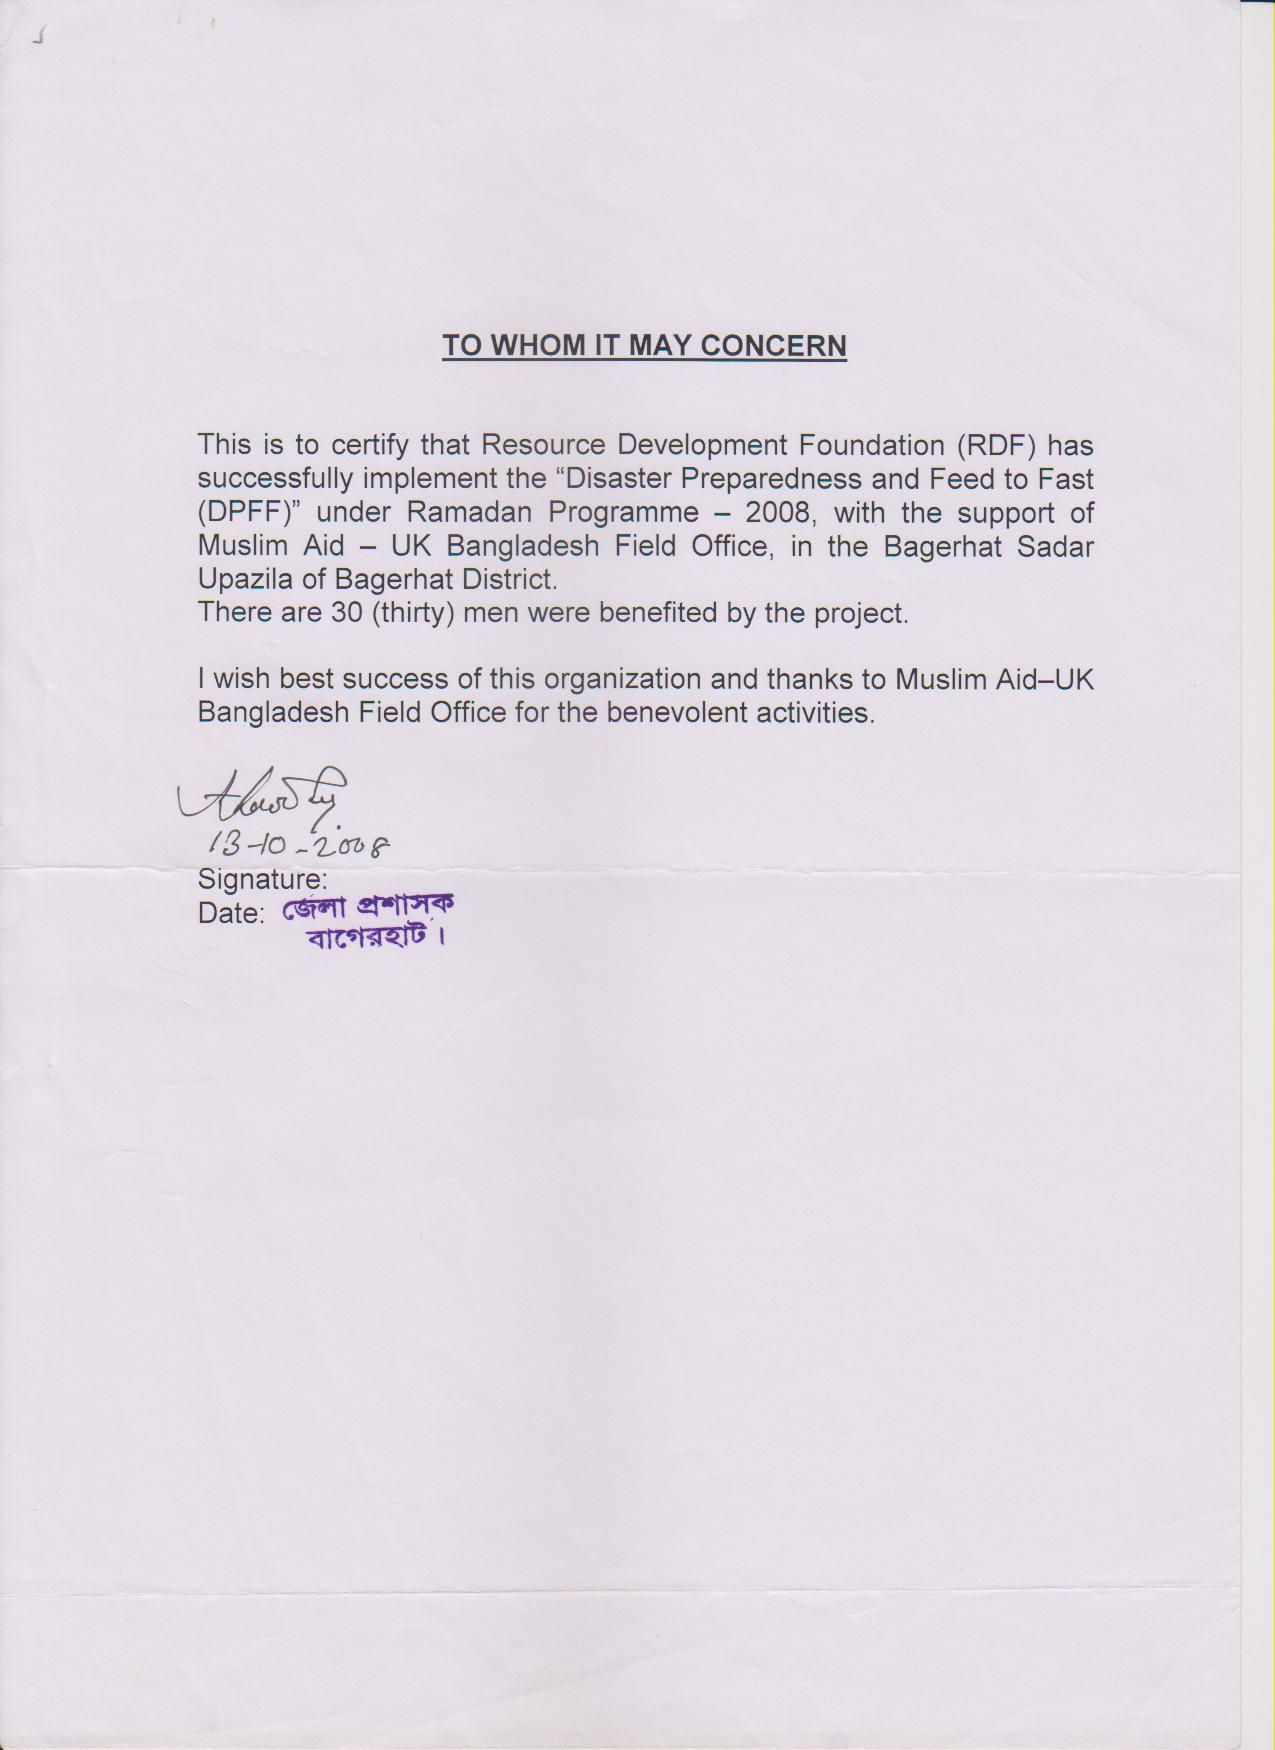 TO WHOM IT MAY CONCERN
This is to certify that Resource Development Foundation (RDF) has
successfully implement the “Disaster Preparedness and Feed to Fast
(DPFF)” under Ramadan Programme – 2008, with the support of
Muslim Aid – UK Bangladesh Field Office, in the Bagerhat Sadar
Upazila of Bagerhat District.
There are 30 (thirty) men were benefited by the project.
I wish best success of this organization and thanks to Muslim Aid–UK
Bangladesh Field Office for the benevolent activities.
13-10-2008
Signature:
Date: জেলা প্রশাসক
বাগেরহাট।